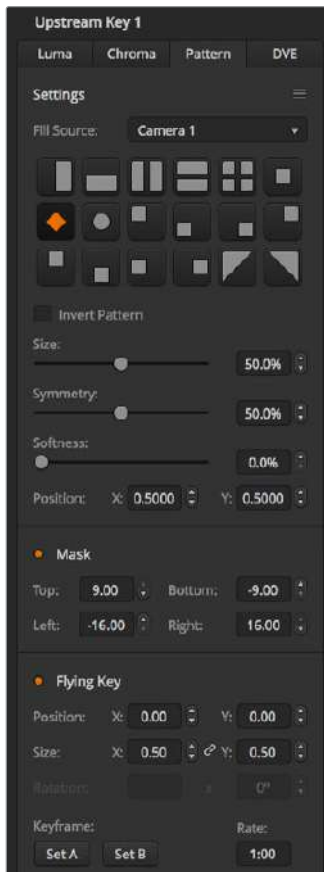 Upstream Key 1
Luma Chroma Pattern DVE
Settings
Fill Source: Camera 1
Invert Pattern
Size:
50.0%
Symmetry:
50.0%
Softness:
0.0%
Position: X: 0.5000 Y: 0.5000
Mask
Top: 9.00 Bottom: -9.00
Left: -16.00 Right: 16.00
Flying Key
Position: X: 0.00 Y: 0.00
Size: X: 0.50 Y: 0.50
Rotation: 0°
Keyframe: Rate:
Set A Set B 1:00